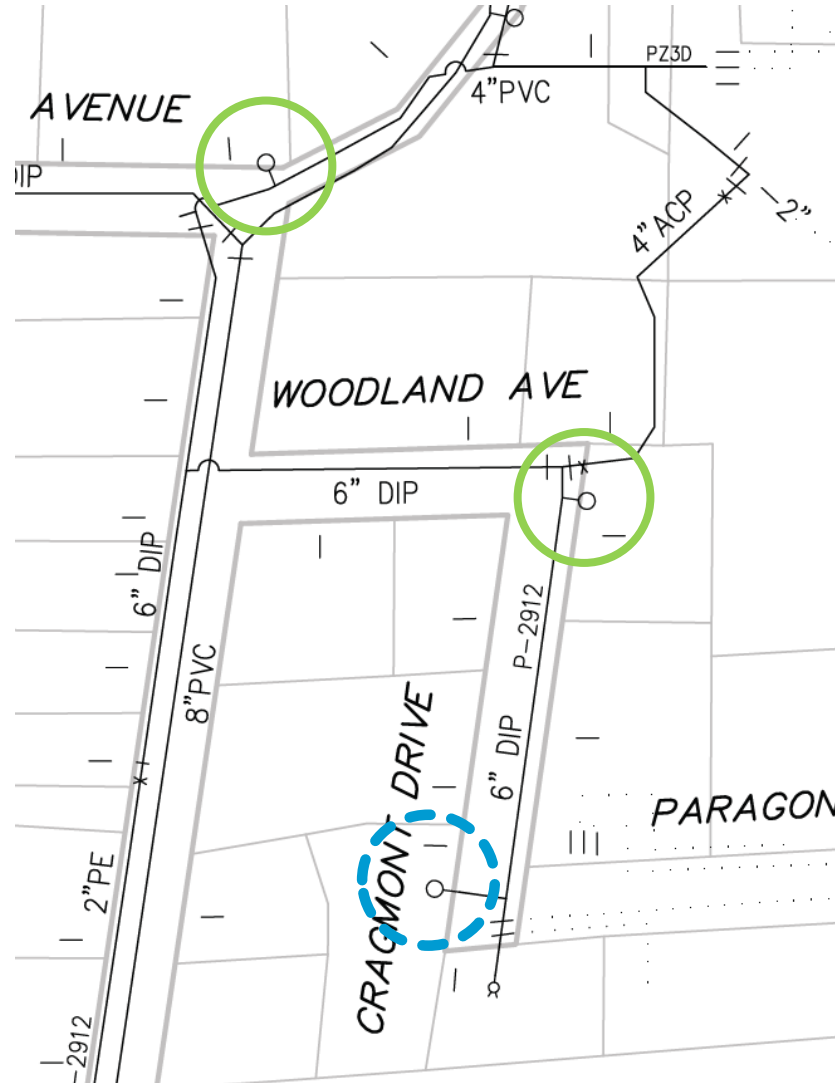 PZ3D
4"PVC
AVENUE
DIP
4"ACP
2"
WOODLAND AVE
6" DIP
6" DIP
P-2912
8"PVC
CRAGMONT DRIVE
6" DIP
PARAGON
2"PE
-2912